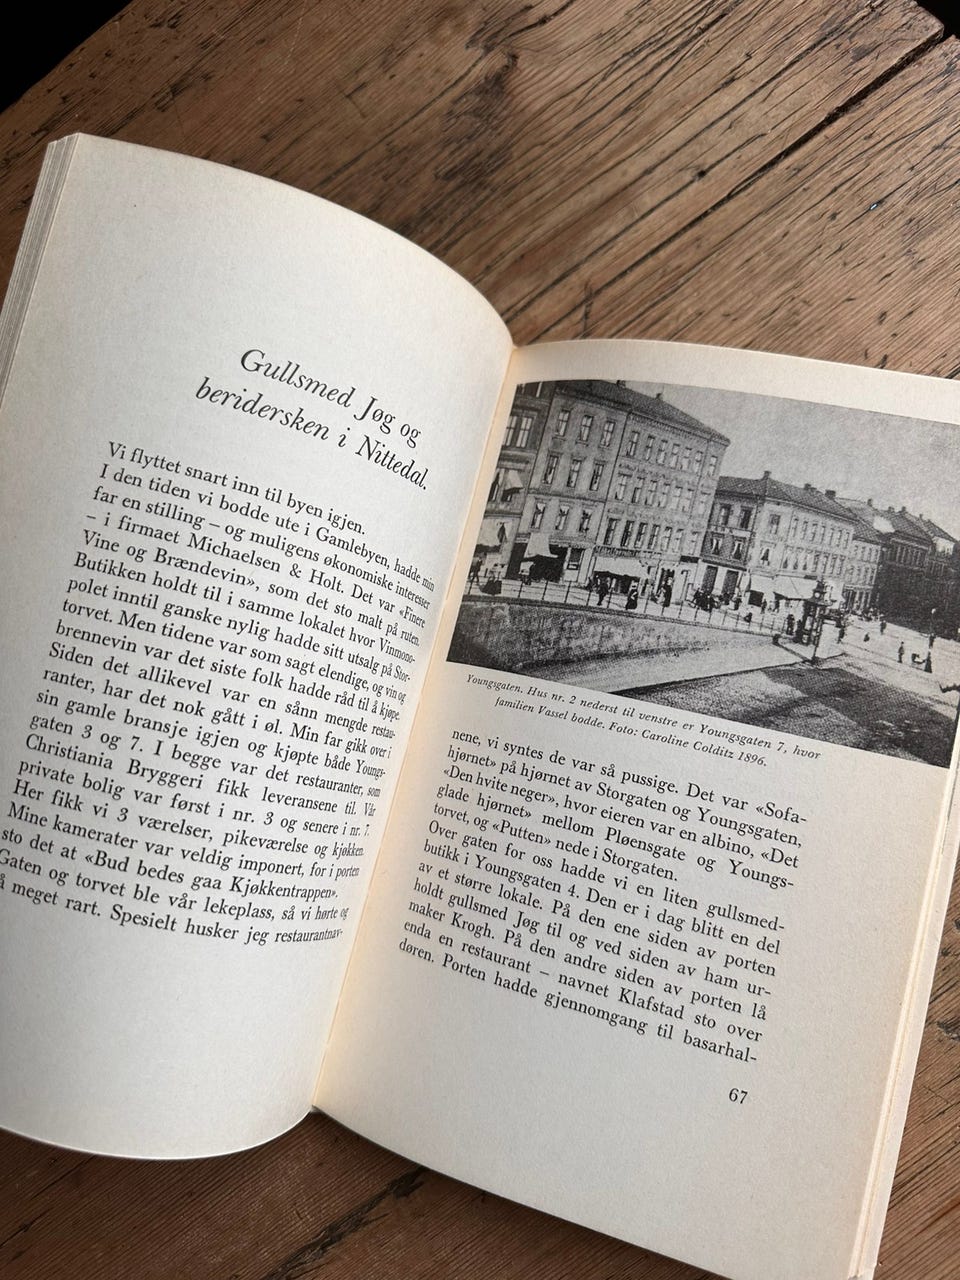 Gullsmed Jøg og
beridersken i Nittedal.
Vi flyttet snart inn til byen igjen.
I den tiden vi bodde ute i Gamlebyen, hadde min
far en stilling – og muligens økonomiske interesser
– i firmaet Michaelsen & Holt. Det var «Finere
Vine og Brændevin», som det sto malt på ruten.
Butikken holdt til i samme lokalet hvor Vinmono-
polet inntil ganske nylig hadde sitt utsalg på Stor-
torvet. Men tidene var som sagt elendige, og vin og
brennevin var det siste folk hadde råd til å kjøpe.
Siden det allikevel var en sånn mengde restau-
ranter, har det nok gått i øl. Min far gikk over i
sin gamle bransje igjen og kjøpte både Youngs-
gaten 3 og 7. I begge var det restauranter, som
Christiania Bryggeri fikk leveransene til. Vår
private bolig var først i nr. 3 og senere i nr. 7.
Her fikk vi 3 værelser, pikeværelse og kjøkken.
Mine kamerater var veldig imponert, for i porten
sto det at «Bud bedes gaa Kjøkkentrappen».
Gaten og torvet ble vår lekeplass, så vi hørte og
så meget rart. Spesielt husker jeg restaurantnav-
Youngsgaten. Hus nr. 2 nederst til venstre er Youngsgaten 7, hvor
familien Vassel bodde. Foto: Caroline Colditz 1896.
nene, vi syntes de var så pussige. Det var «Sofa-
hjørnet» på hjørnet av Storgaten og Youngsgaten,
«Den hvite neger», hvor eieren var en albino, «Det
glade hjørnet» mellom Pløensgate og Youngs-
torvet, og «Putten» nede i Storgaten.
Over gaten for oss hadde vi en liten gullsmed-
butikk i Youngsgaten 4. Den er i dag blitt en del
av et større lokale. På den ene siden av porten
holdt gullsmed Jøg til og ved siden av ham ur-
maker Krogh. På den andre siden av porten lå
enda en restaurant – navnet Klafstad sto over
døren. Porten hadde gjennomgang til basarhal-
67